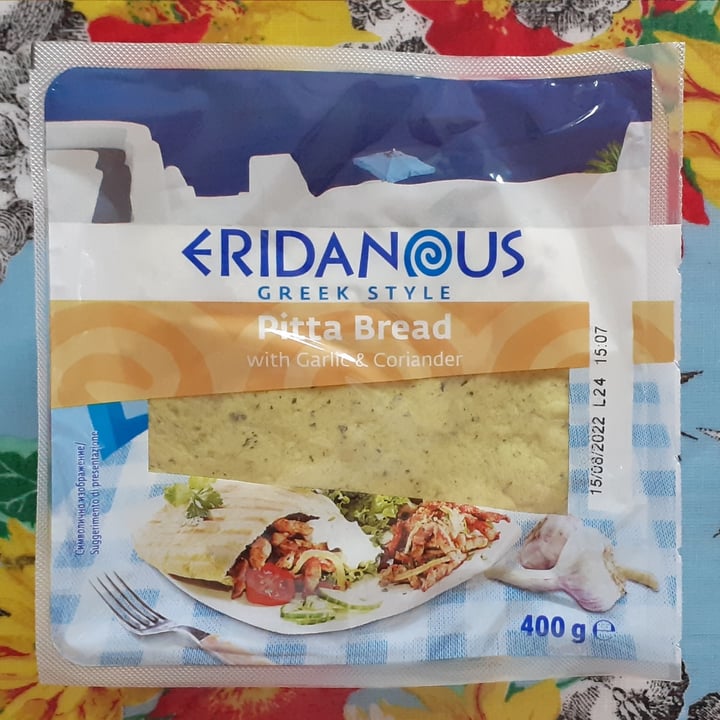 ERIDANOUS
GREEK STYLE
Pitta Bread
with Garlic & Coriander
15/08/2022 L24 15:07
Символично изображение/
Suggerimento di presentazione
400 g e